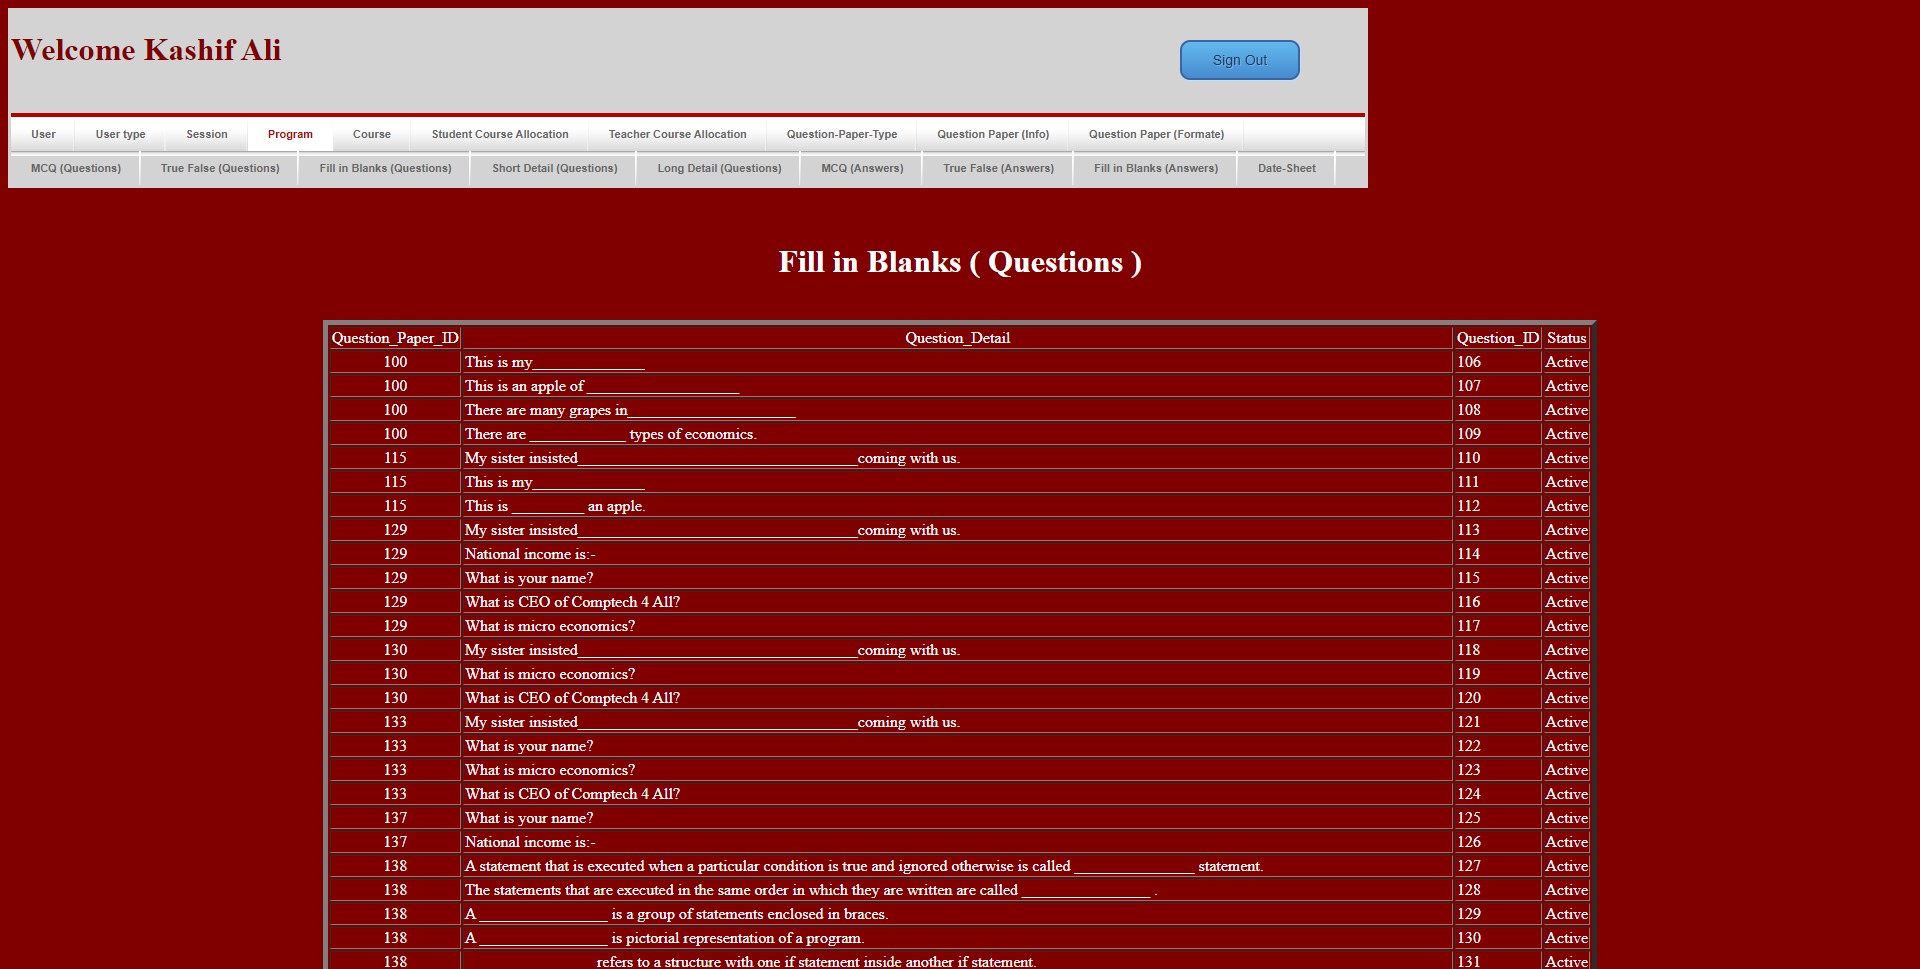 Welcome Kashif Ali
Sign Out
User User type Session Program Course Student Course Allocation Teacher Course Allocation Question-Paper-Type Question Paper (Info) Question Paper (Formate)
MCQ (Questions) True False (Questions) Fill in Blanks (Questions) Short Detail (Questions) Long Detail (Questions) MCQ (Answers) True False (Answers) Fill in Blanks (Answers) Date-Sheet
Fill in Blanks ( Questions )
Question_Paper_ID Question_Detail Question_ID Status
100 This is my______________ 106 Active
100 This is an apple of ___________________ 107 Active
100 There are many grapes in_____________________ 108 Active
100 There are ____________ types of economics. 109 Active
115 My sister insisted___________________________________coming with us. 110 Active
115 This is my______________ 111 Active
115 This is _________ an apple. 112 Active
129 My sister insisted___________________________________coming with us. 113 Active
129 National income is:- 114 Active
129 What is your name? 115 Active
129 What is CEO of Comptech 4 All? 116 Active
129 What is micro economics? 117 Active
130 My sister insisted___________________________________coming with us. 118 Active
130 What is micro economics? 119 Active
130 What is CEO of Comptech 4 All? 120 Active
133 My sister insisted___________________________________coming with us. 121 Active
133 What is your name? 122 Active
133 What is micro economics? 123 Active
133 What is CEO of Comptech 4 All? 124 Active
137 What is your name? 125 Active
137 National income is:- 126 Active
138 A statement that is executed when a particular condition is true and ignored otherwise is called _______________ statement. 127 Active
138 The statements that are executed in the same order in which they are written are called ________________ . 128 Active
138 A ________________ is a group of statements enclosed in braces. 129 Active
138 A ________________ is pictorial representation of a program. 130 Active
138 ________________ refers to a structure with one if statement inside another if statement. 131 Active